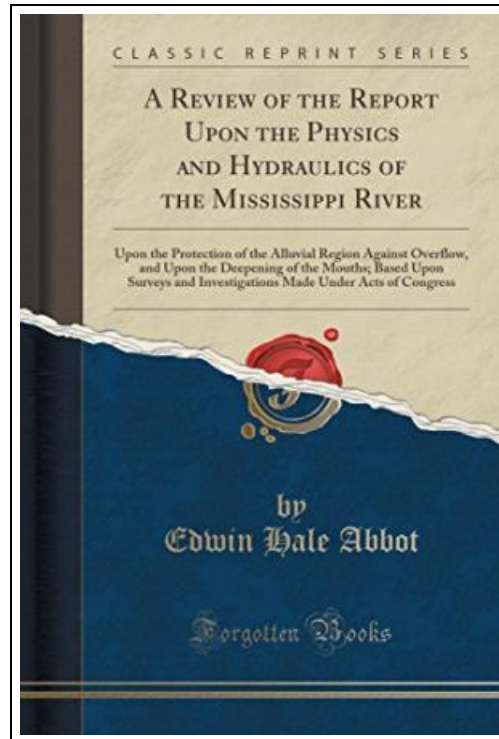 CLASSIC REPRINT SERIES
A REVIEW OF THE REPORT
UPON THE PHYSICS
AND HYDRAULICS OF
THE MISSISSIPPI RIVER
Upon the Protection of the Alluvial Region Against Overflow,
and Upon the Deepening of the Mouths; Based Upon
Surveys and Investigations Made Under Acts of Congress
by
Edwin Hale Abbot
Forgotten Books